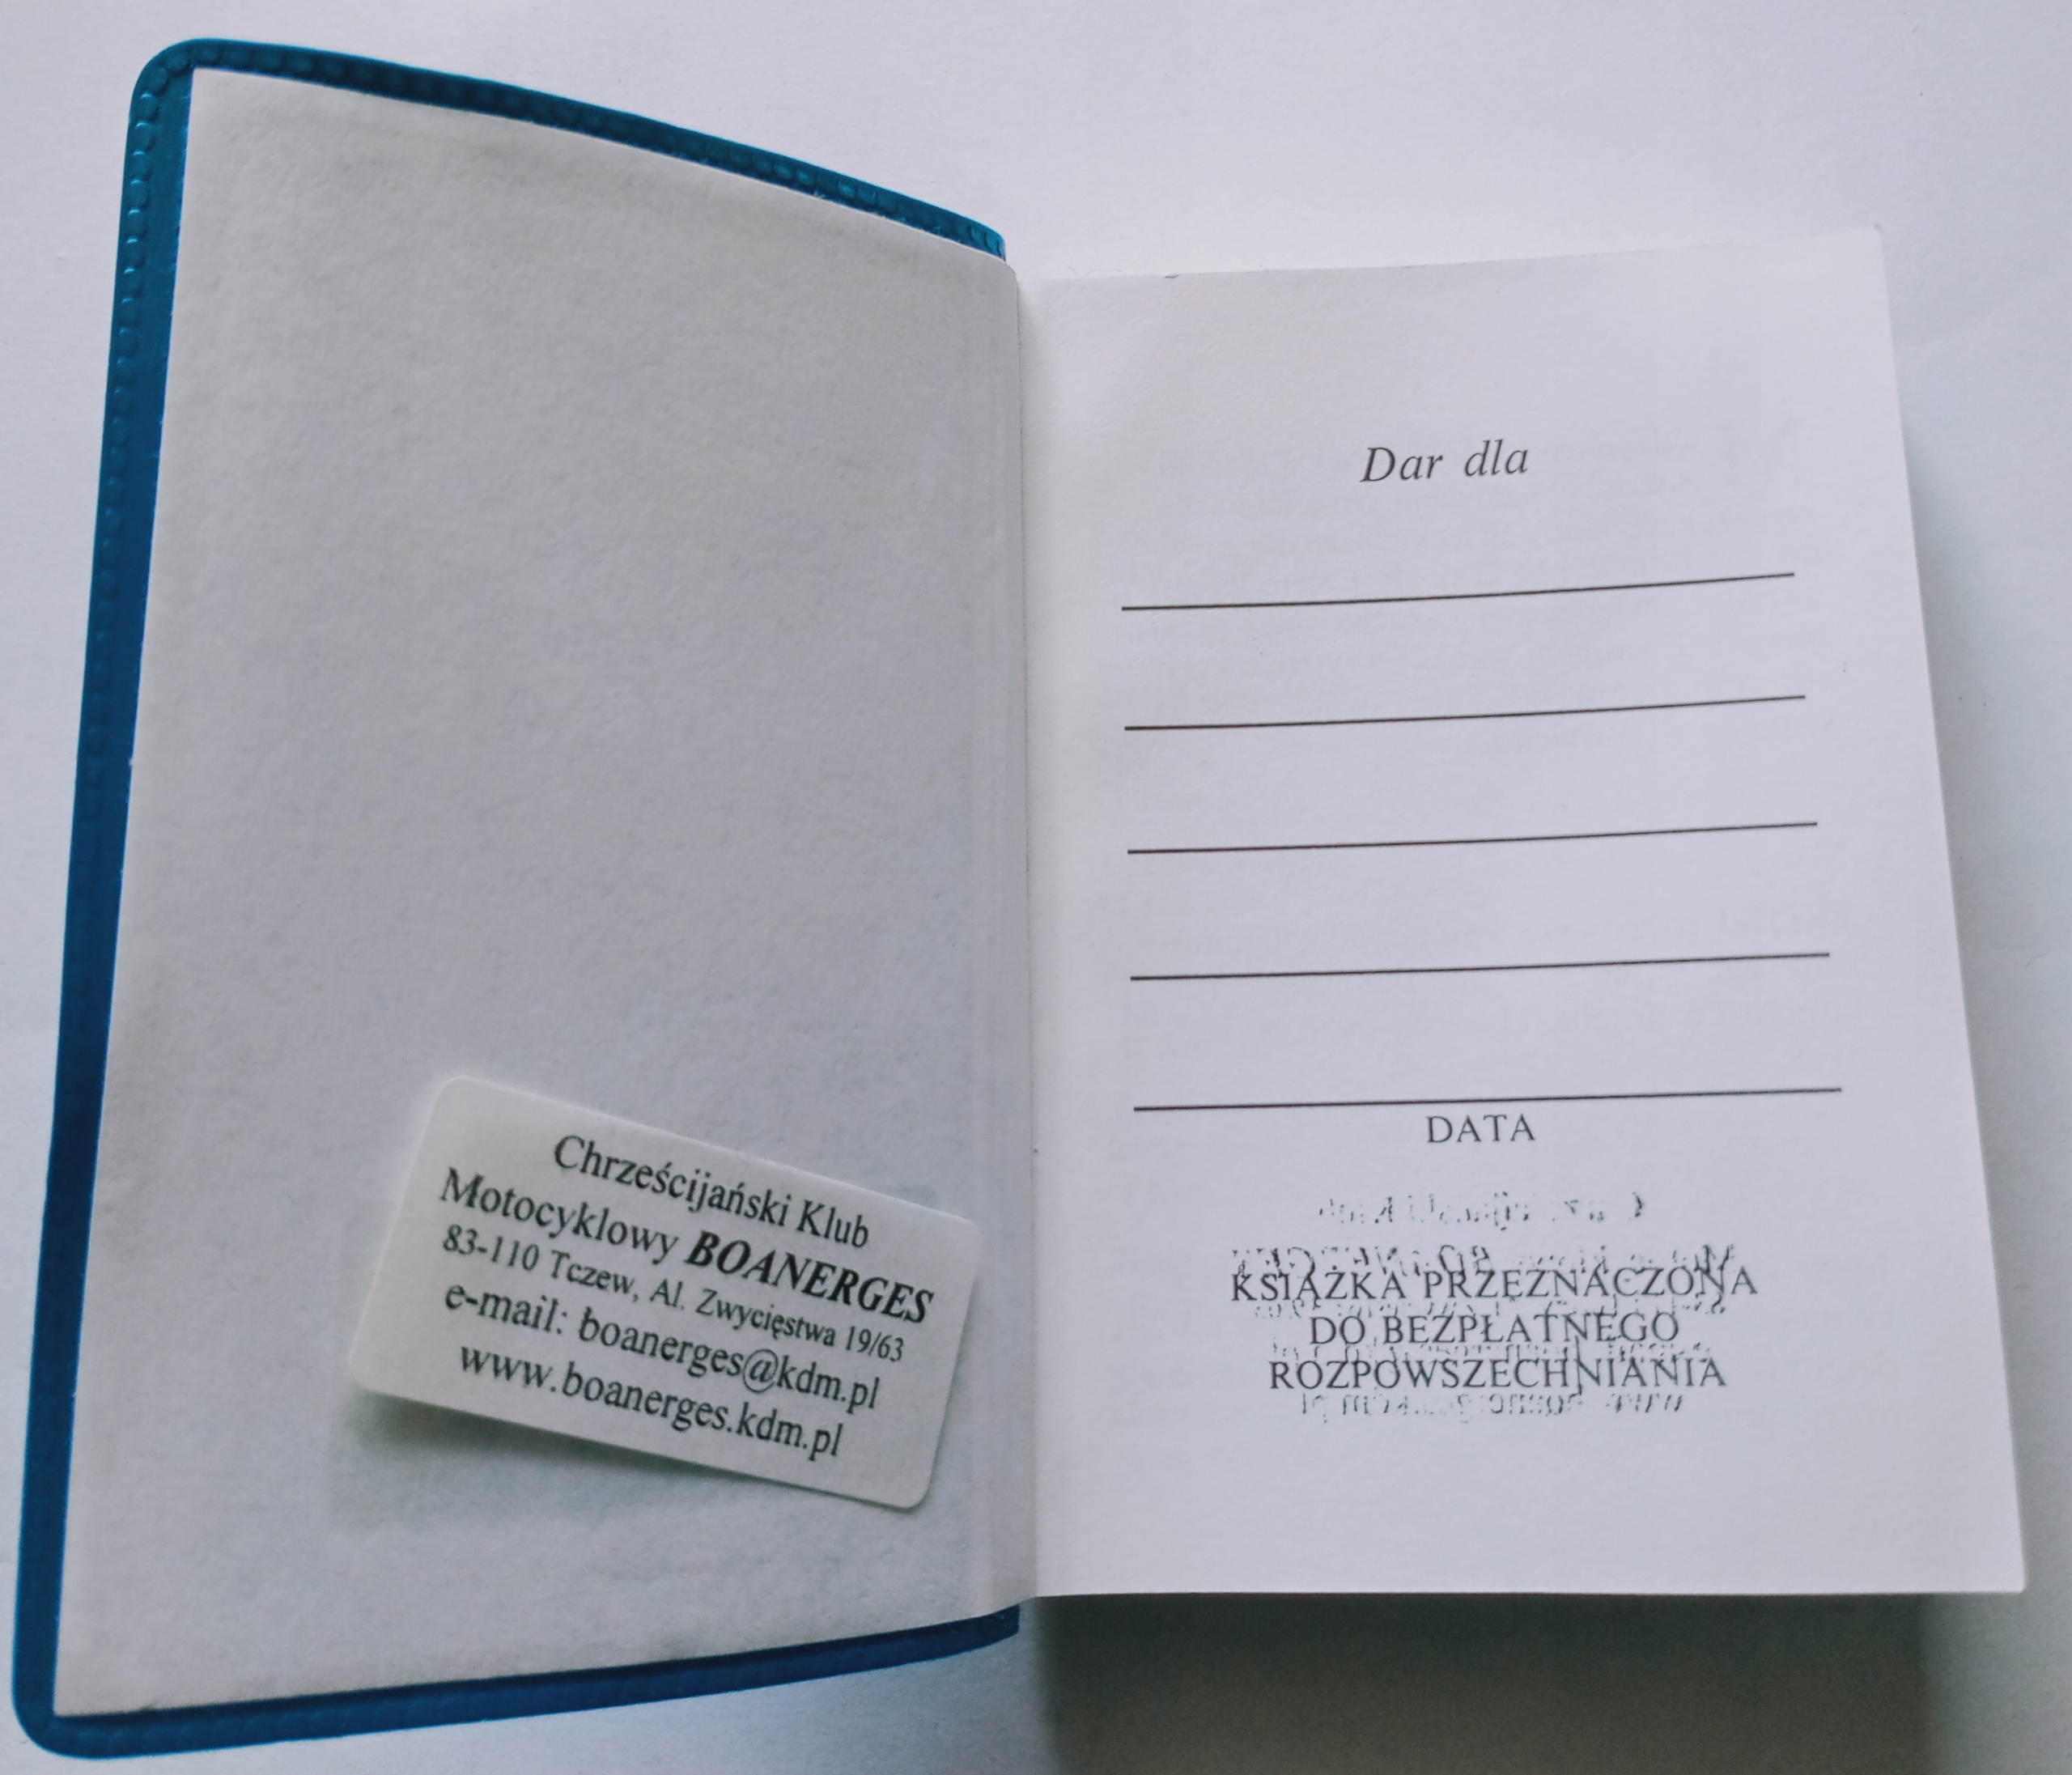 Chrześcijański Klub
Motocyklowy BOANERGES
83-110 Tczew, Al. Zwycięstwa 19/63
e-mail: boanerges@kdm.pl
www.boanerges.kdm.pl
Dar dla
DATA
KSIĄŻKA PRZEZNACZONA
DO BEZPŁATNEGO
ROZPOWSZECHNIANIA